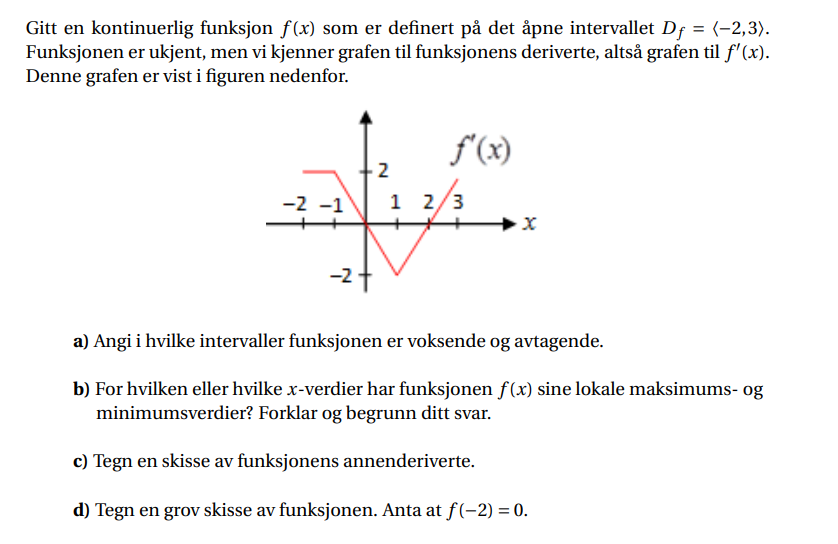 Gitt en kontinuerlig funksjon f(x) som er definert på det åpne intervallet D_f = ⟨−2,3⟩.
Funksjonen er ukjent, men vi kjenner grafen til funksjonens deriverte, altså grafen til f′(x).
Denne grafen er vist i figuren nedenfor.
f′(x)
2
−2 −1 1 2 3
x
−2
a) Angi i hvilke intervaller funksjonen er voksende og avtagende.
b) For hvilken eller hvilke x-verdier har funksjonen f(x) sine lokale maksimums- og
minimumsverdier? Forklar og begrunn ditt svar.
c) Tegn en skisse av funksjonens annenderiverte.
d) Tegn en grov skisse av funksjonen. Anta at f(−2) = 0.